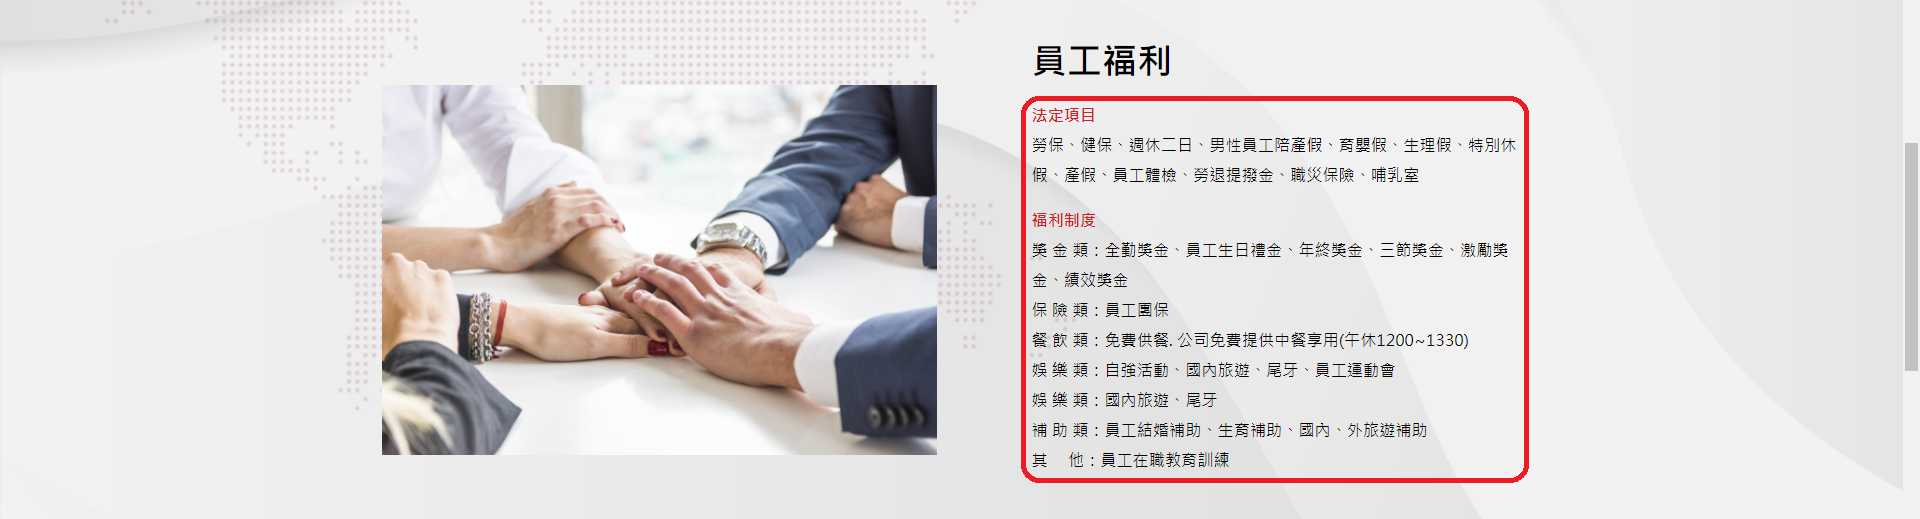 員工福利
法定項目
勞保、健保、週休二日、男性員工陪產假、育嬰假、生理假、特別休
假、產假、員工體檢、勞退提撥金、職災保險、哺乳室
福利制度
獎 金 類：全勤獎金、員工生日禮金、年終獎金、三節獎金、激勵獎
金、績效獎金
保 險 類：員工團保
餐 飲 類：免費供餐. 公司免費提供中餐享用(午休1200~1330)
娛 樂 類：自強活動、國內旅遊、尾牙、員工運動會
娛 樂 類：國內旅遊、尾牙
補 助 類：員工結婚補助、生育補助、國內、外旅遊補助
其　 他：員工在職教育訓練